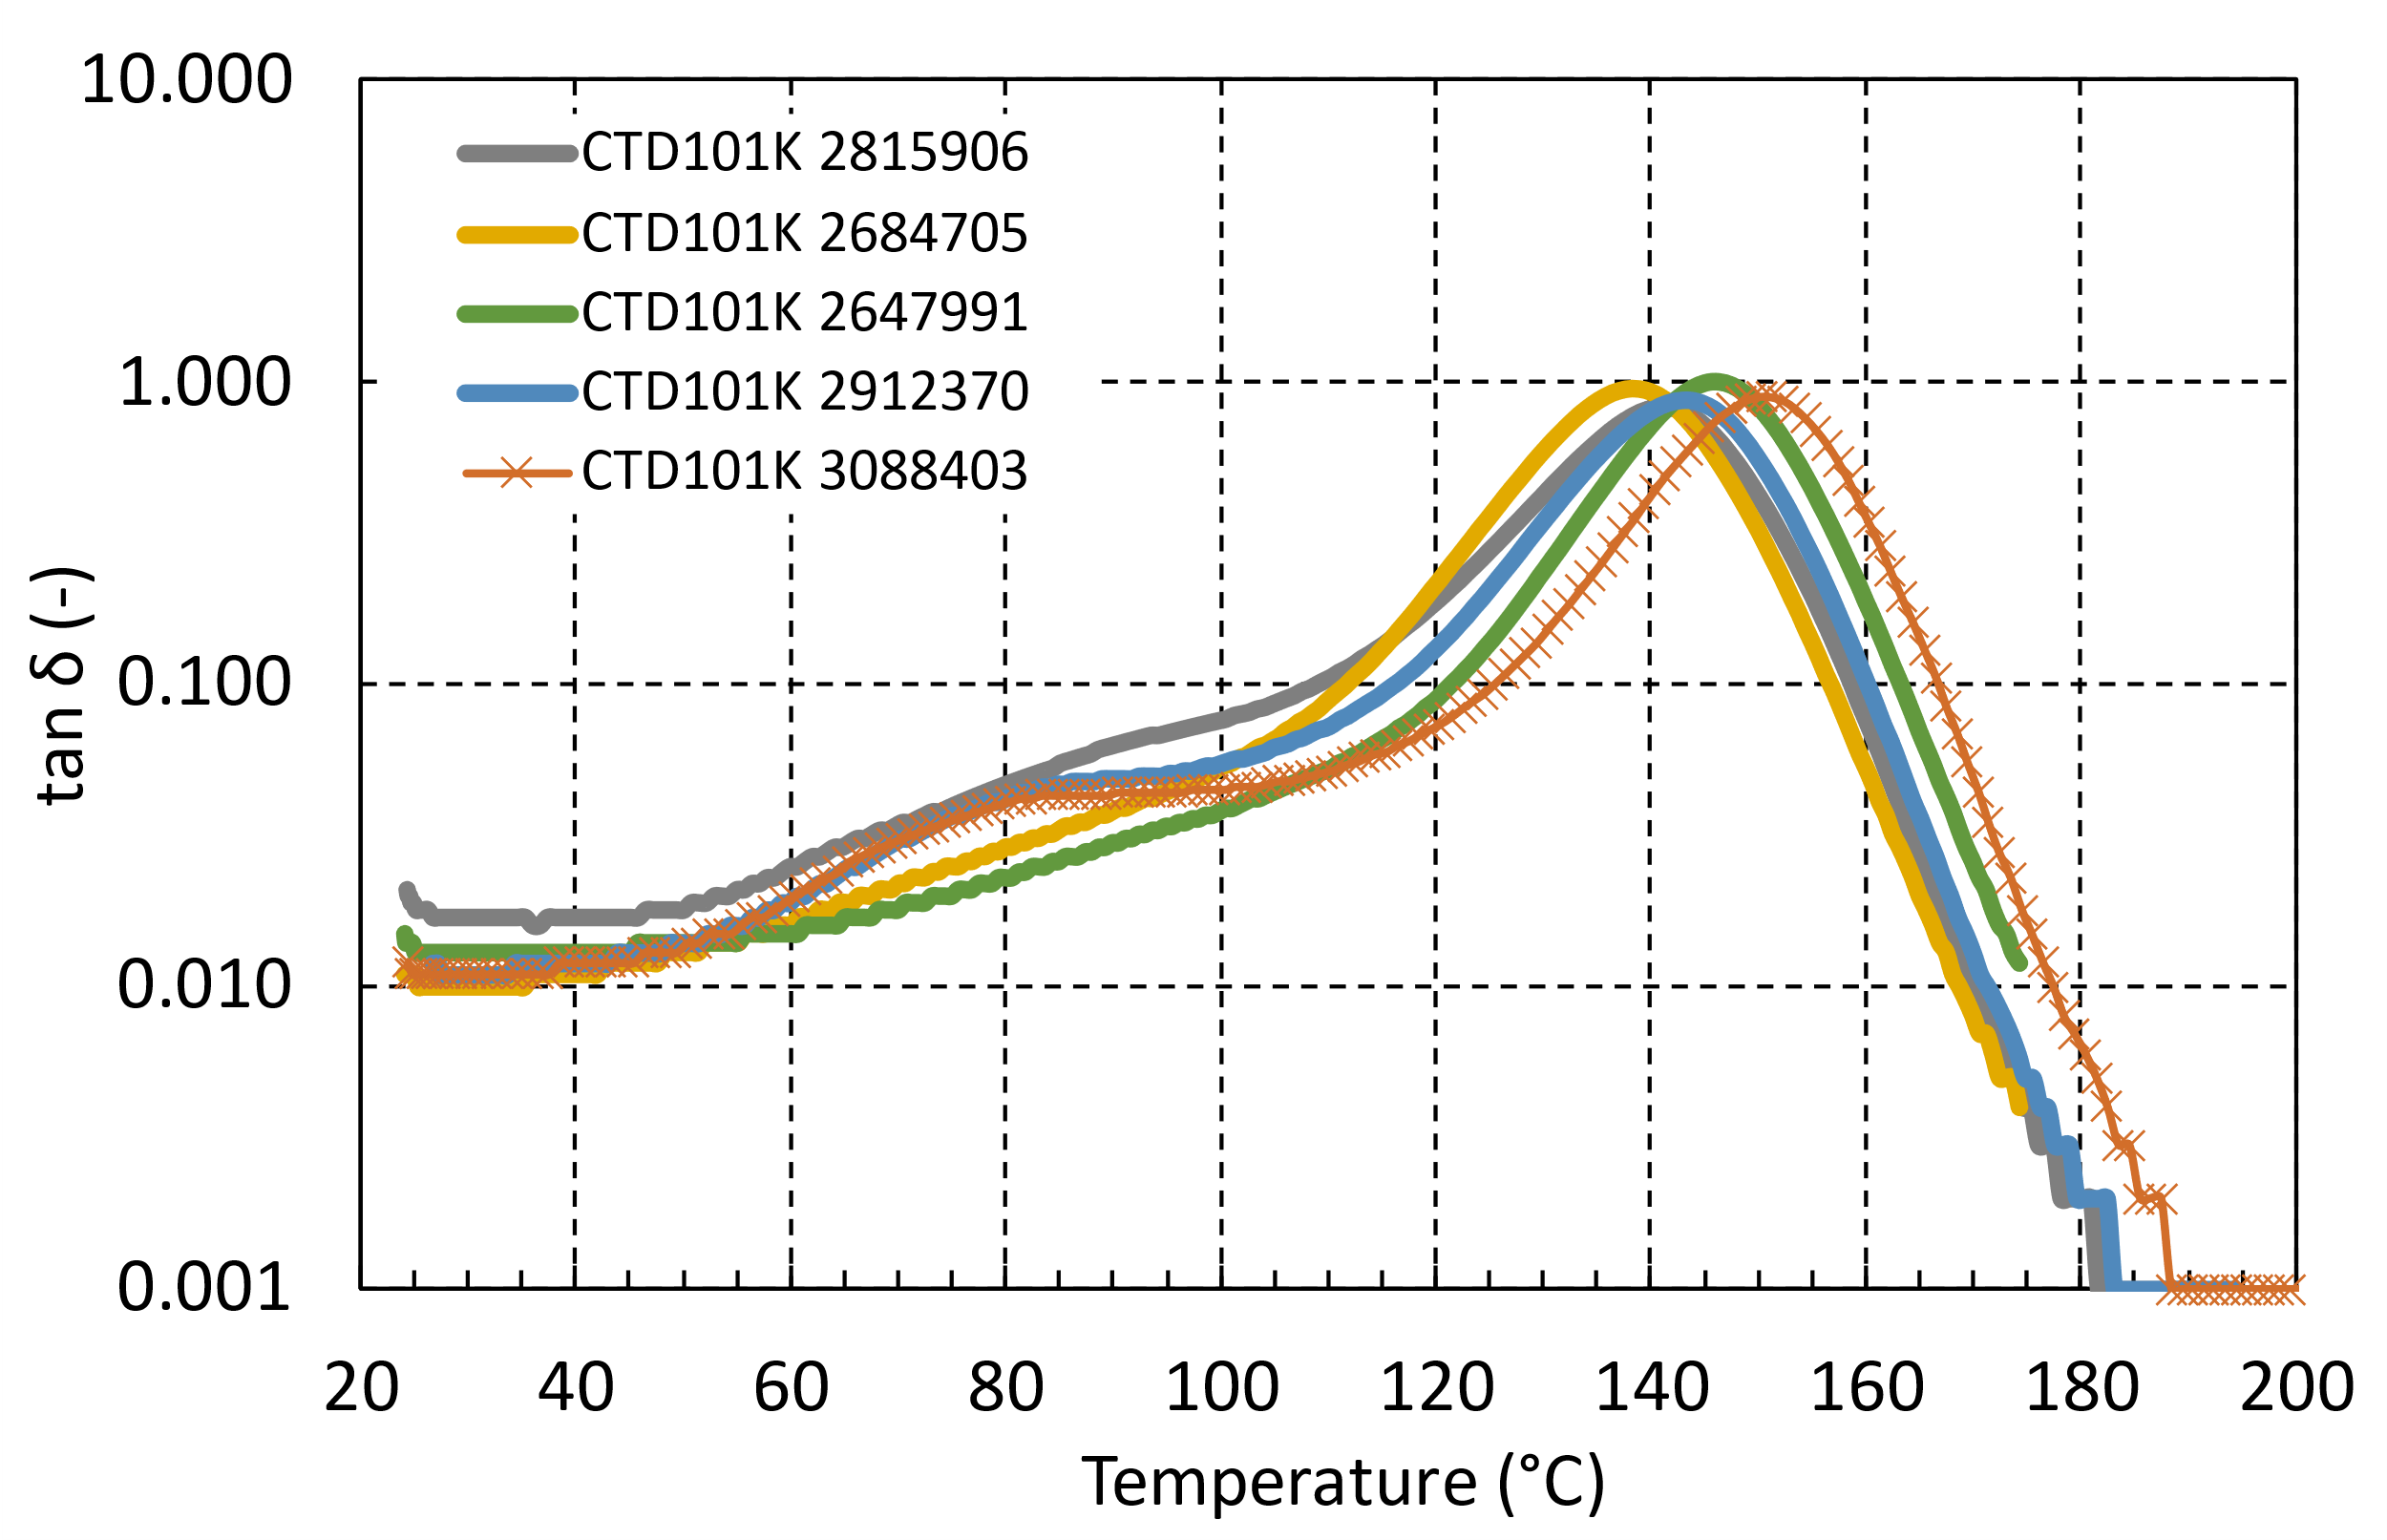 10.000
1.000
0.100
0.010
0.001
tan δ (-)
CTD101K 2815906
CTD101K 2684705
CTD101K 2647991
CTD101K 2912370
CTD101K 3088403
20 40 60 80 100 120 140 160 180 200
Temperature (°C)